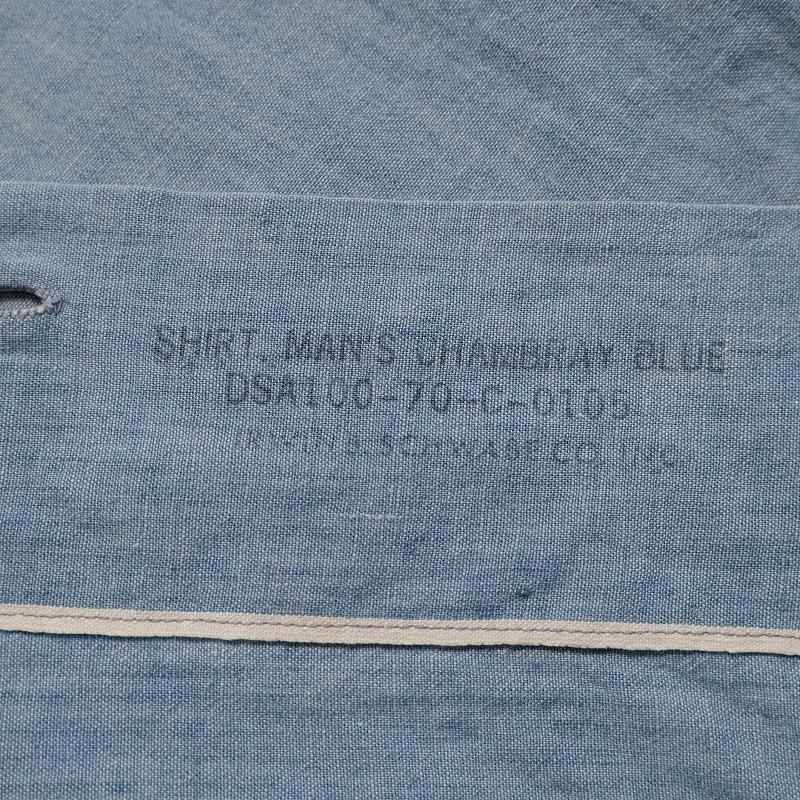 SHIRT, MAN'S CHAMBRAY BLUE
DSA100-70-C-0105
IRWIN B. SCHWABE CO. INC.